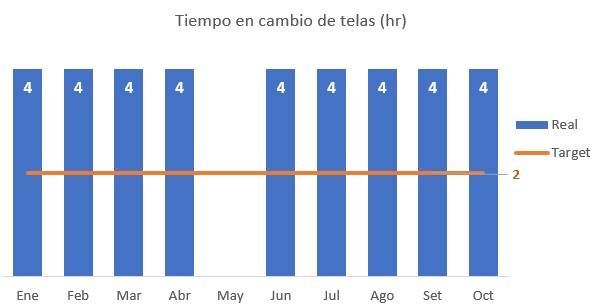 Tiempo en cambio de telas (hr)
4 4 4 4 4 4 4 4 4
Real
Target
2
Ene Feb Mar Abr May Jun Jul Ago Set Oct